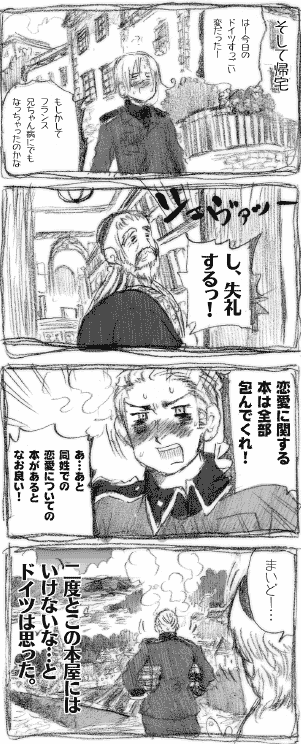 そして帰宅
はー今日の
ドイツすっごい
変だったー
もしかして
フランス
兄ちゃん病にでも
なっちゃったのかな
し、失礼
するっ！
恋愛に関する
本は全部
包んでくれ！
あ…あと
同姓での
恋愛についての
本があると
なお良い！
まいどー…
二度とこの本屋には
いけないな…と
ドイツは思った。